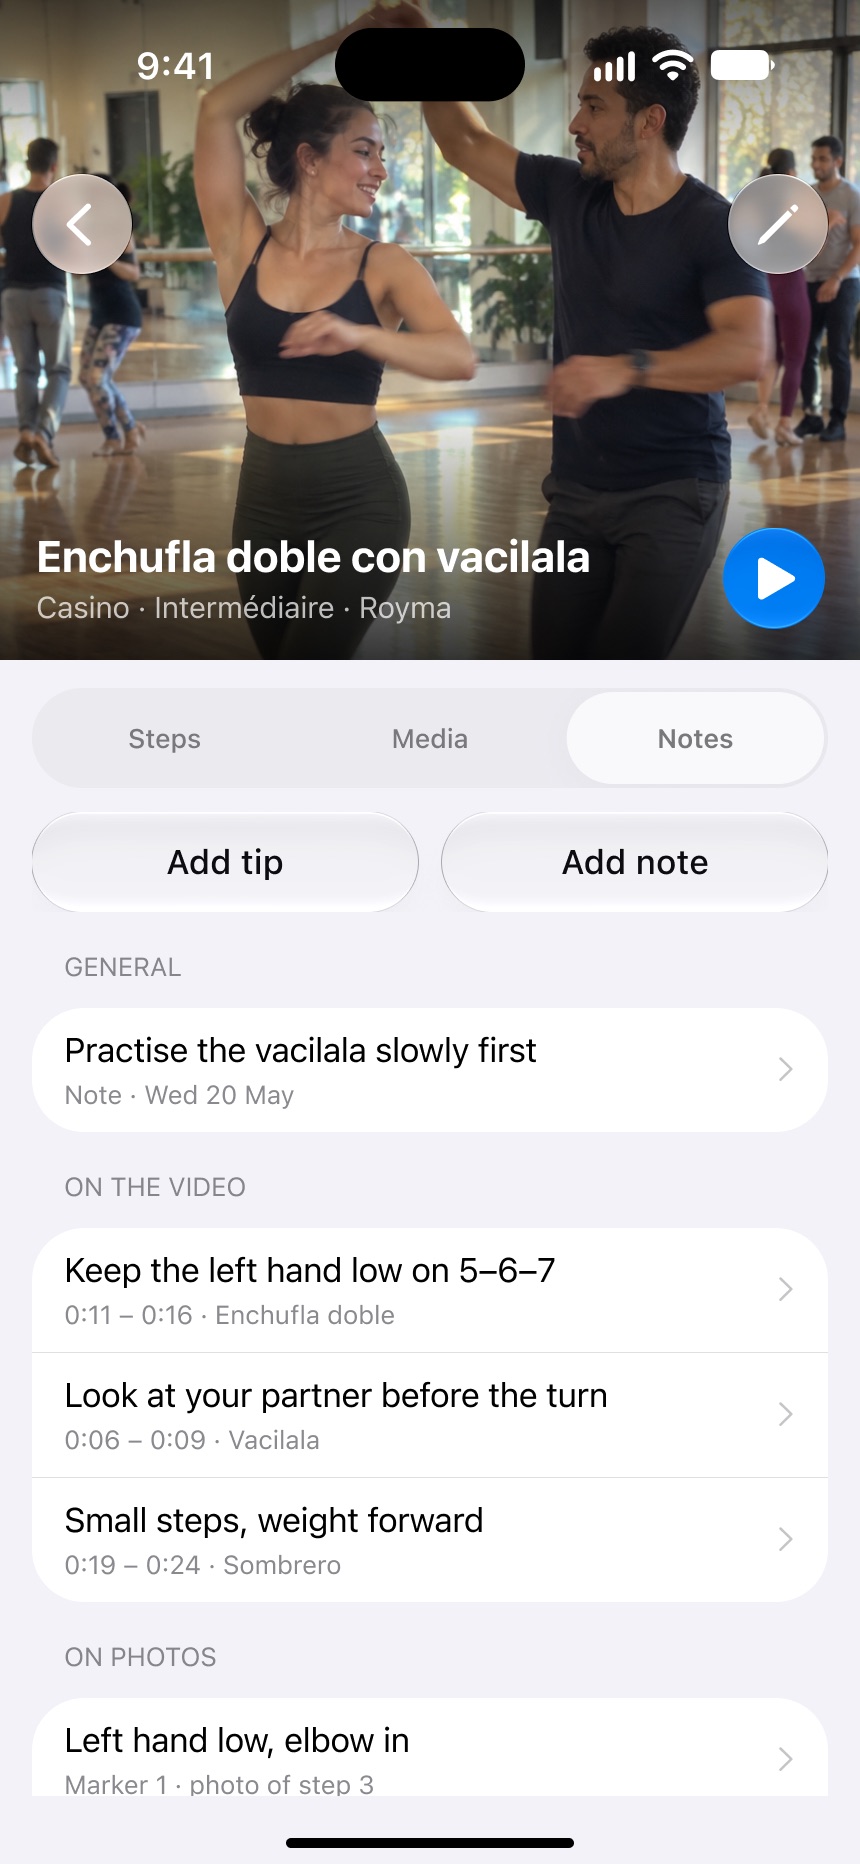 9:41
Enchufla doble con vacilala
Casino · Intermédiaire · Royma
Steps
Media
Notes
Add tip
Add note
GENERAL
Practise the vacilala slowly first
Note · Wed 20 May
ON THE VIDEO
Keep the left hand low on 5–6–7
0:11 – 0:16 · Enchufla doble
Look at your partner before the turn
0:06 – 0:09 · Vacilala
Small steps, weight forward
0:19 – 0:24 · Sombrero
ON PHOTOS
Left hand low, elbow in
Marker 1 · photo of step 3